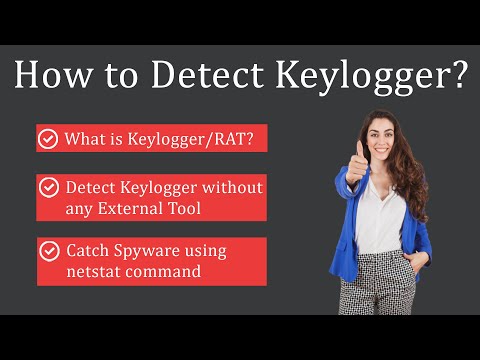 How to Detect Keylogger?
What is Keylogger/RAT?
Detect Keylogger without
any External Tool
Catch Spyware using
netstat command